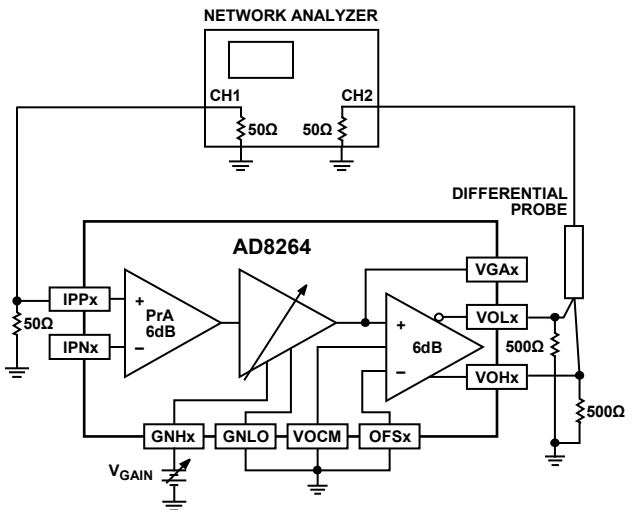 NETWORK ANALYZER
CH1
CH2
50Ω
50Ω
DIFFERENTIAL
PROBE
AD8264
VGAx
IPPx
+
PrA
6dB
–
50Ω
IPNx
+
6dB
–
VOLx
500Ω
VOHx
500Ω
GNHx
GNLO
VOCM
OFSx
VGAIN